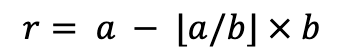 r = a − ⌊a/b⌋ × b